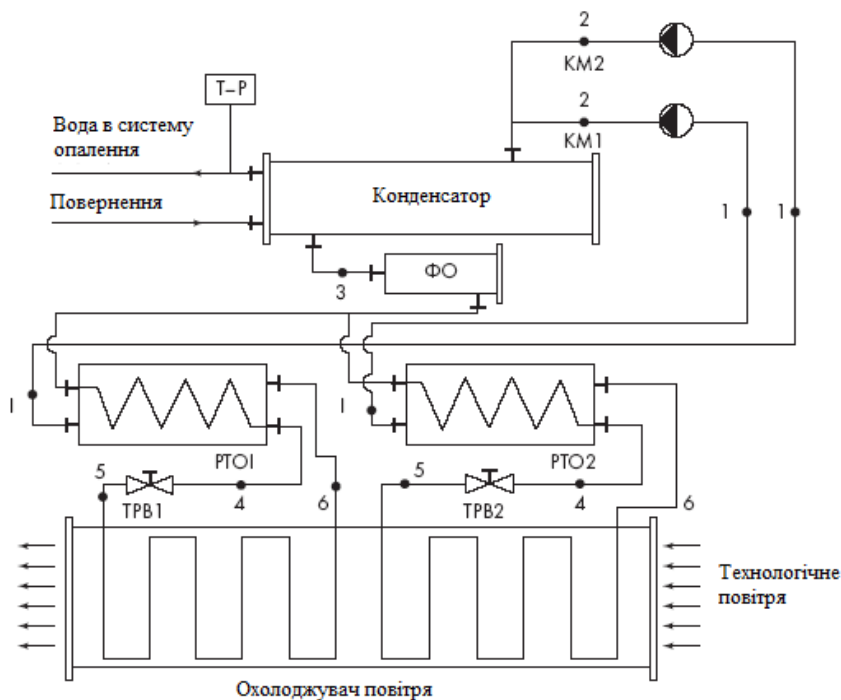 2
КМ2
Т–Р
2
КМ1
Вода в систему
опалення
Повернення
Конденсатор
1
1
ФО
3
1
1
РТО1
РТО2
5
ТРВ1
4
6
5
ТРВ2
4
6
Технологічне
повітря
Охолоджувач повітря